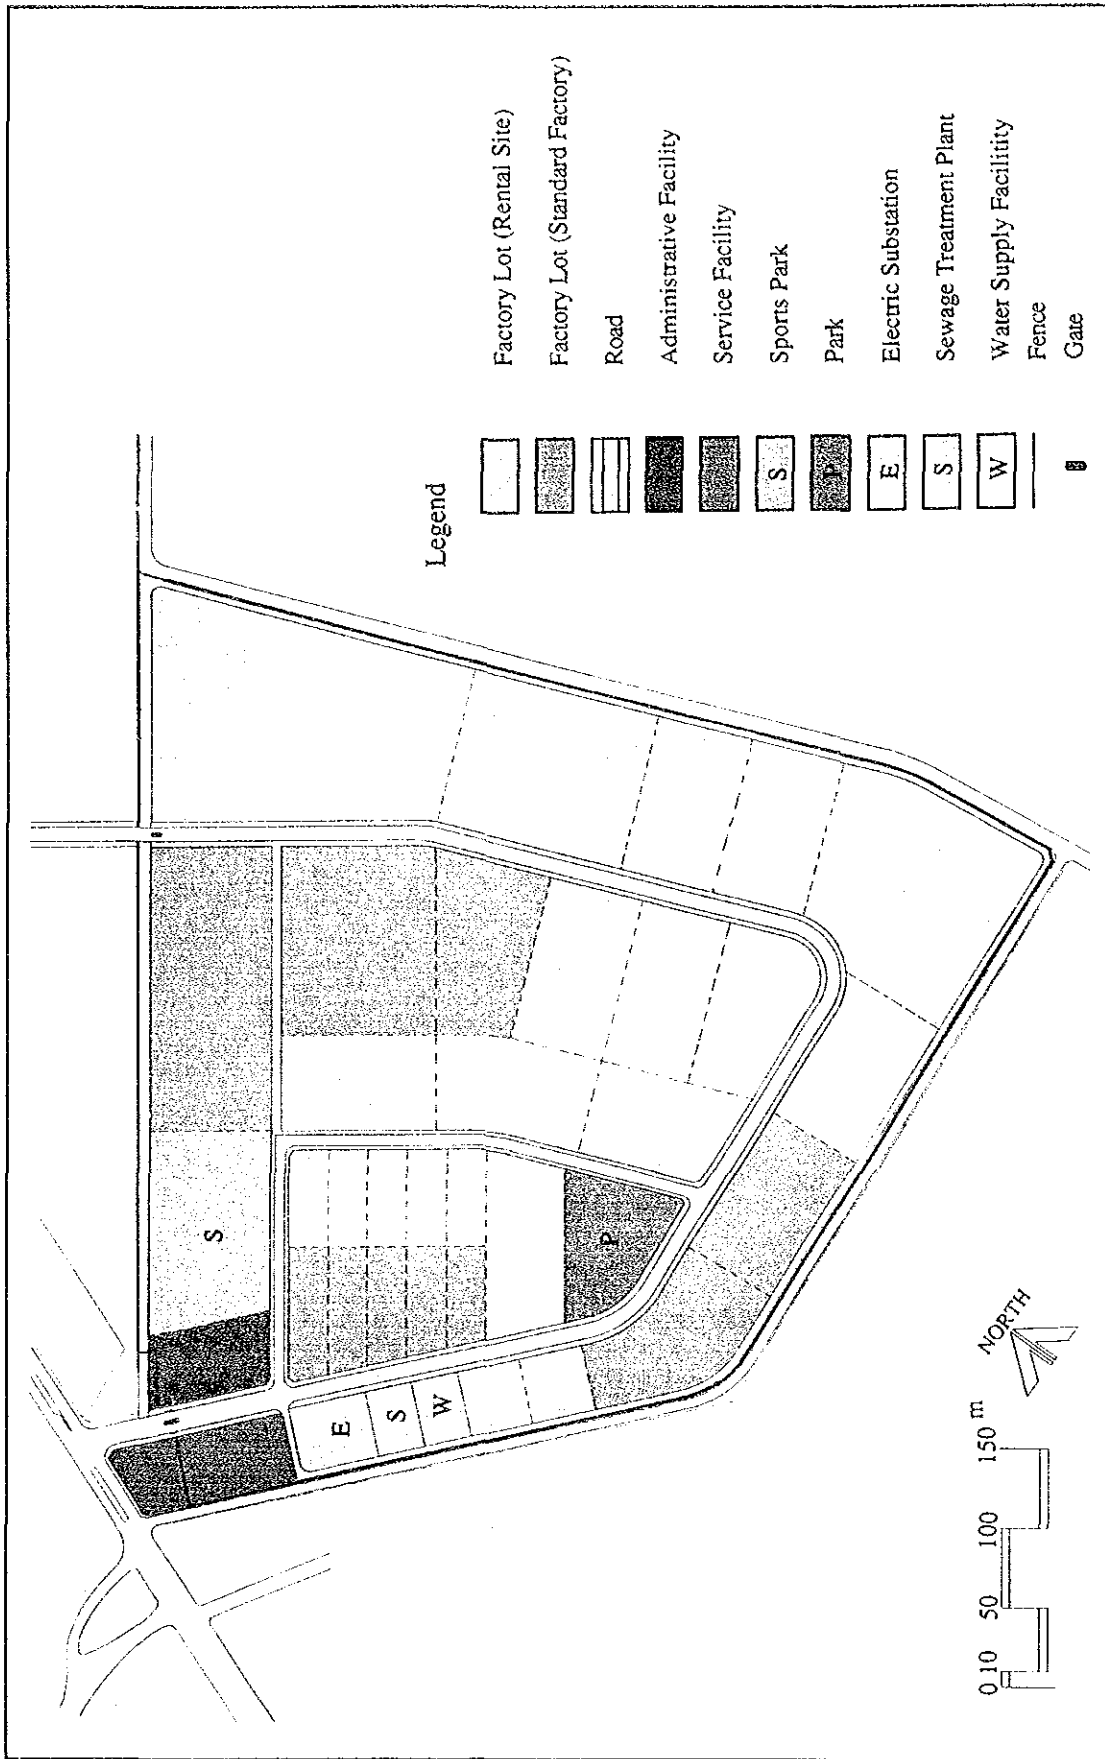 Legend
Factory Lot (Rental Site)
Factory Lot (Standard Factory)
Road
Administrative Facility
Service Facility
S Sports Park
P Park
E Electric Substation
S Sewage Treatment Plant
W Water Supply Facilitity
Fence
Gate
S
P
E
S
W
NORTH
0 10 50 100 150 m